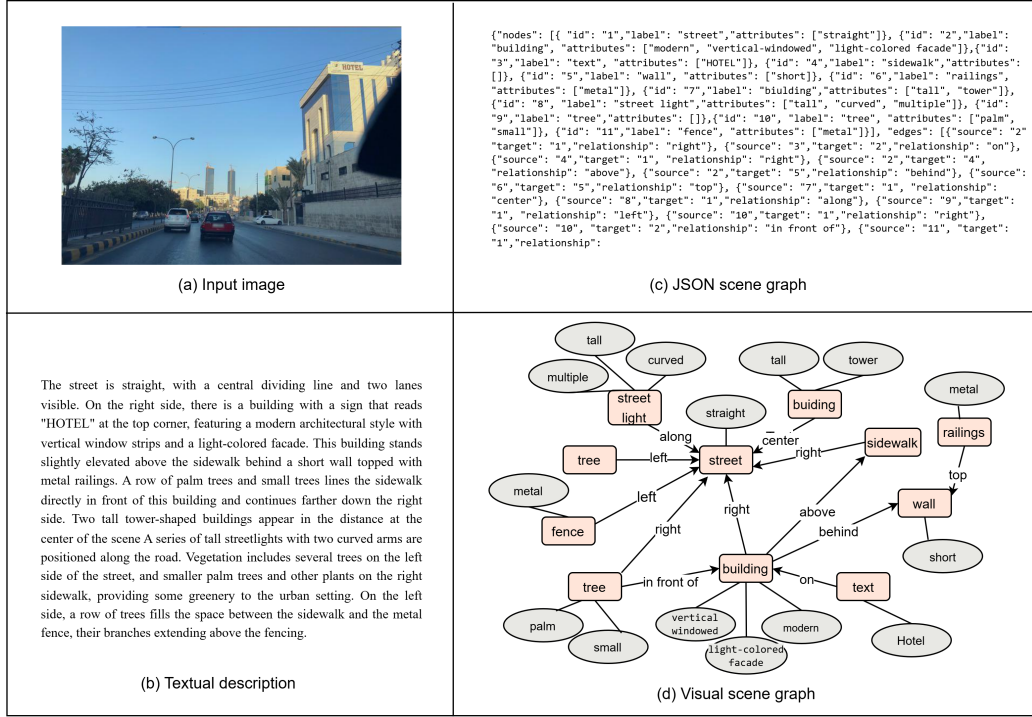 HOTEL
(a) Input image
{"nodes": [{ "id": "1","label": "street","attributes": ["straight"]}, {"id": "2","label":
"building", "attributes": ["modern", "vertical-windowed", "light-colored facade"]},{"id":
"3","label": "text", "attributes": ["HOTEL"]}, {"id": "4","label": "sidewalk","attributes":
[]}, {"id": "5","label": "wall", "attributes": ["short]}, {"id": "6","label": "railings",
"attributes": ["metal"]}, {"id": "7","label": "biulding","attributes": ["tall", "tower"]},
{"id": "8", "label": "street light","attributes": ["tall", "curved", "multiple"]}, {"id":
"9","label": "tree","attributes": []},{"id": "10", "label": "tree", "attributes": ["palm",
"small"]}, {"id": "11","label": "fence", "attributes": ["metal"]}], "edges": [{"source": "2"
"target": "1","relationship": "right"}, {"source": "3","target": "2","relationship": "on"},
{"source": "4","target": "1", "relationship": "right"}, {"source": "2","target": "4",
"relationship": "above"}, {"source": "2","target": "5","relationship": "behind"}, {"source":
"6","target": "5","relationship": "top"}, {"source": "7","target": "1", "relationship":
"center"}, {"source": "8","target": "1","relationship": "along"}, {"source": "9","target":
"1", "relationship": "left"}, {"source": "10","target": "1","relationship": "right"},
{"source": "10", "target": "2","relationship": "in front of"}, {"source": "11", "target":
"1","relationship":
(c) JSON scene graph
The street is straight, with a central dividing line and two lanes
visible. On the right side, there is a building with a sign that reads
"HOTEL" at the top corner, featuring a modern architectural style with
vertical window strips and a light-colored facade. This building stands
slightly elevated above the sidewalk behind a short wall topped with
metal railings. A row of palm trees and small trees lines the sidewalk
directly in front of this building and continues farther down the right
side. Two tall tower-shaped buildings appear in the distance at the
center of the scene A series of tall streetlights with two curved arms are
positioned along the road. Vegetation includes several trees on the left
side of the street, and smaller palm trees and other plants on the right
sidewalk, providing some greenery to the urban setting. On the left
side, a row of trees fills the space between the sidewalk and the metal
fence, their branches extending above the fencing.
(b) Textual description
tall
multiple
curved
street
light
along
straight
tall
tower
buiding
center
metal
railings
top
sidewalk
right
tree
left
street
metal
fence
left
right
right
above
behind
wall
short
tree
in front of
building
on
text
palm
small
vertical
windowed
light-colored
facade
modern
Hotel
(d) Visual scene graph